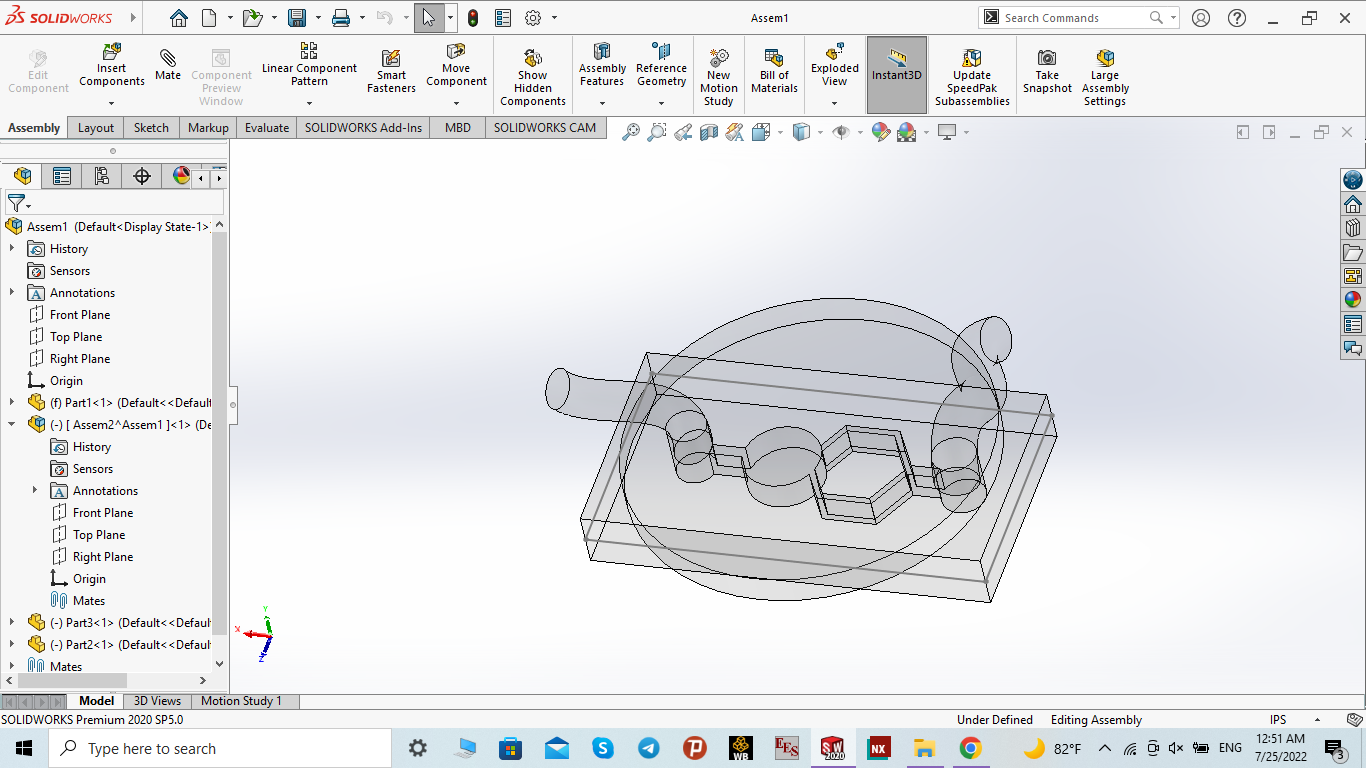 SOLIDWORKS
Assem1
Search Commands
Edit Component
Insert Components
Mate
Component Preview Window
Linear Component Pattern
Smart Fasteners
Move Component
Show Hidden Components
Assembly Features
Reference Geometry
New Motion Study
Bill of Materials
Exploded View
Instant3D
Update SpeedPak Subassemblies
Take Snapshot
Large Assembly Settings
Assembly
Layout
Sketch
Markup
Evaluate
SOLIDWORKS Add-Ins
MBD
SOLIDWORKS CAM
Assem1 (Default<Display State-1>
History
Sensors
Annotations
Front Plane
Top Plane
Right Plane
Origin
(f) Part1<1> (Default<<Default
(-) [ Assem2^Assem1 ]<1> (De
History
Sensors
Annotations
Front Plane
Top Plane
Right Plane
Origin
Mates
(-) Part3<1> (Default<<Default
(-) Part2<1> (Default<<Default
Mates
Y
X
Z
Model
3D Views
Motion Study 1
SOLIDWORKS Premium 2020 SP5.0
Under Defined
Editing Assembly
IPS
Type here to search
WB
EES
SW
2020
NX
82°F
ENG
12:51 AM
7/25/2022
3